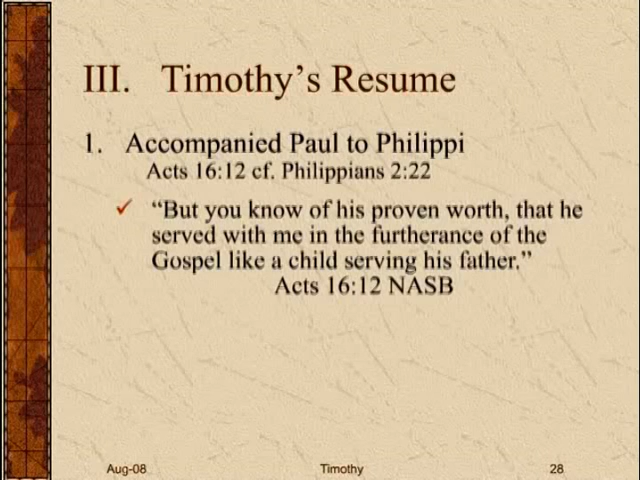 III. Timothy's Resume
1. Accompanied Paul to Philippi
Acts 16:12 cf. Philippians 2:22
✓ “But you know of his proven worth, that he
served with me in the furtherance of the
Gospel like a child serving his father.”
Acts 16:12 NASB
Aug-08 Timothy 28